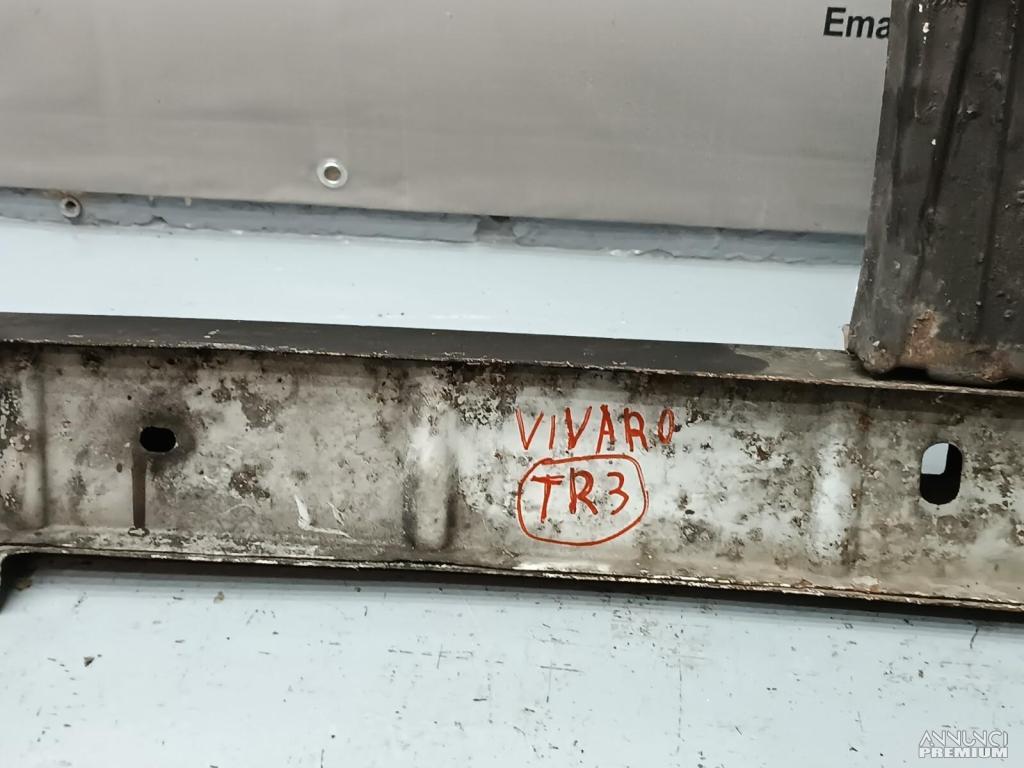 Ema
VIVARO
TR3
ANNUNCI
PREMIUM